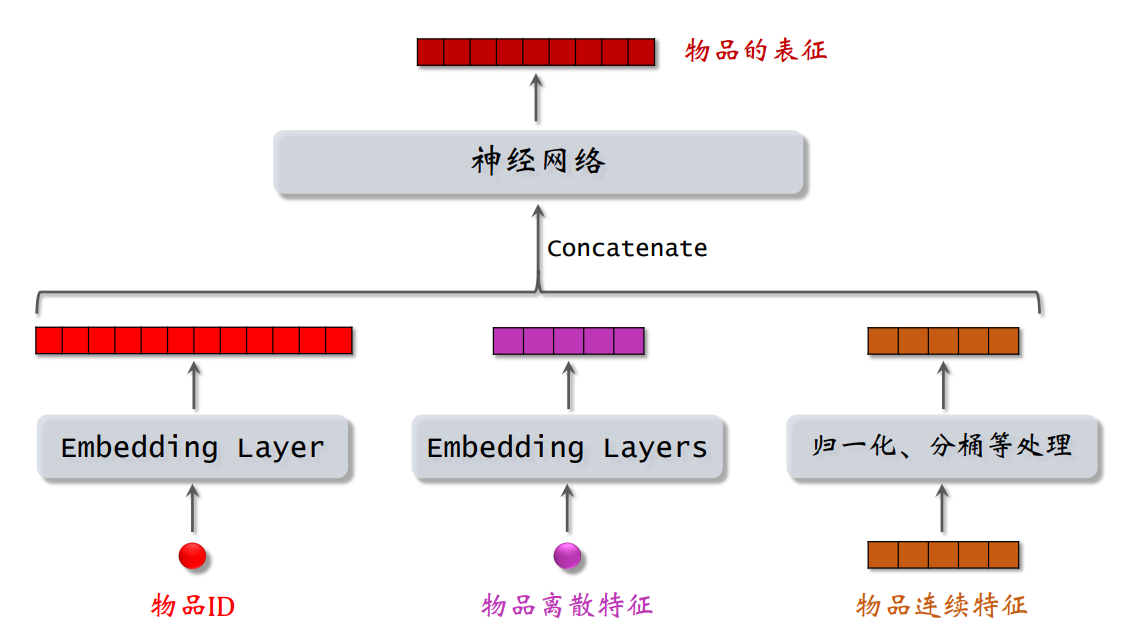 物品的表征
神经网络
Concatenate
Embedding Layer
Embedding Layers
归一化、分桶等处理
物品ID
物品离散特征
物品连续特征